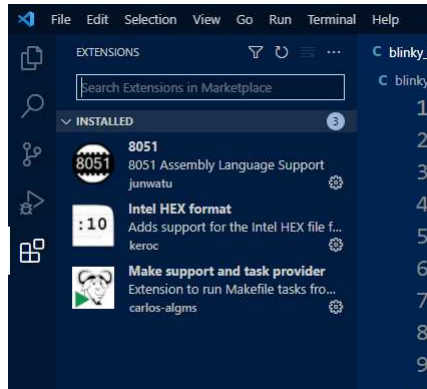 File Edit Selection View Go Run Terminal Help
EXTENSIONS
Search Extensions in Marketplace
INSTALLED 3
8051
8051
8051 Assembly Language Support
junwatu
:10
Intel HEX format
Adds support for the Intel HEX file f...
keroc
Make support and task provider
Extension to run Makefile tasks fro...
carlos-algms
C blinky_
C blinky
1
2
3
4
5
6
7
8
9